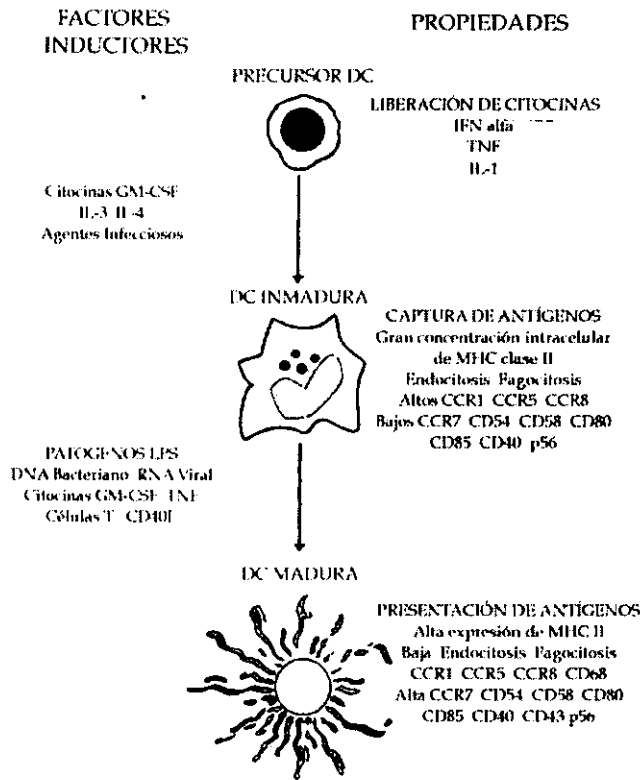 FACTORES
INDUCTORES
PROPIEDADES
PRECURSOR DC
LIBERACIÓN DE CITOCINAS
IFN alfa
TNF
IL-1
Citocinas GM-CSF
IL-3 IL-4
Agentes Infecciosos
DC INMADURA
CAPTURA DE ANTÍGENOS
Gran concentración intracelular
de MHC clase II
Endocitosis Fagocitosis
Altos CCR1 CCR5 CCR8
Bajos CCR7 CD54 CD58 CD80
CD85 CD40 p56
PATOGENOS LPS
DNA Bacteriano RNA Viral
Citocinas GM-CSF TNF
Células T CD40L
DC MADURA
PRESENTACIÓN DE ANTÍGENOS
Alta expresión de MHC II
Baja Endocitosis Fagocitosis
CCR1 CCR5 CCR8 CD68
Alta CCR7 CD54 CD58 CD80
CD85 CD40 CD43 p56